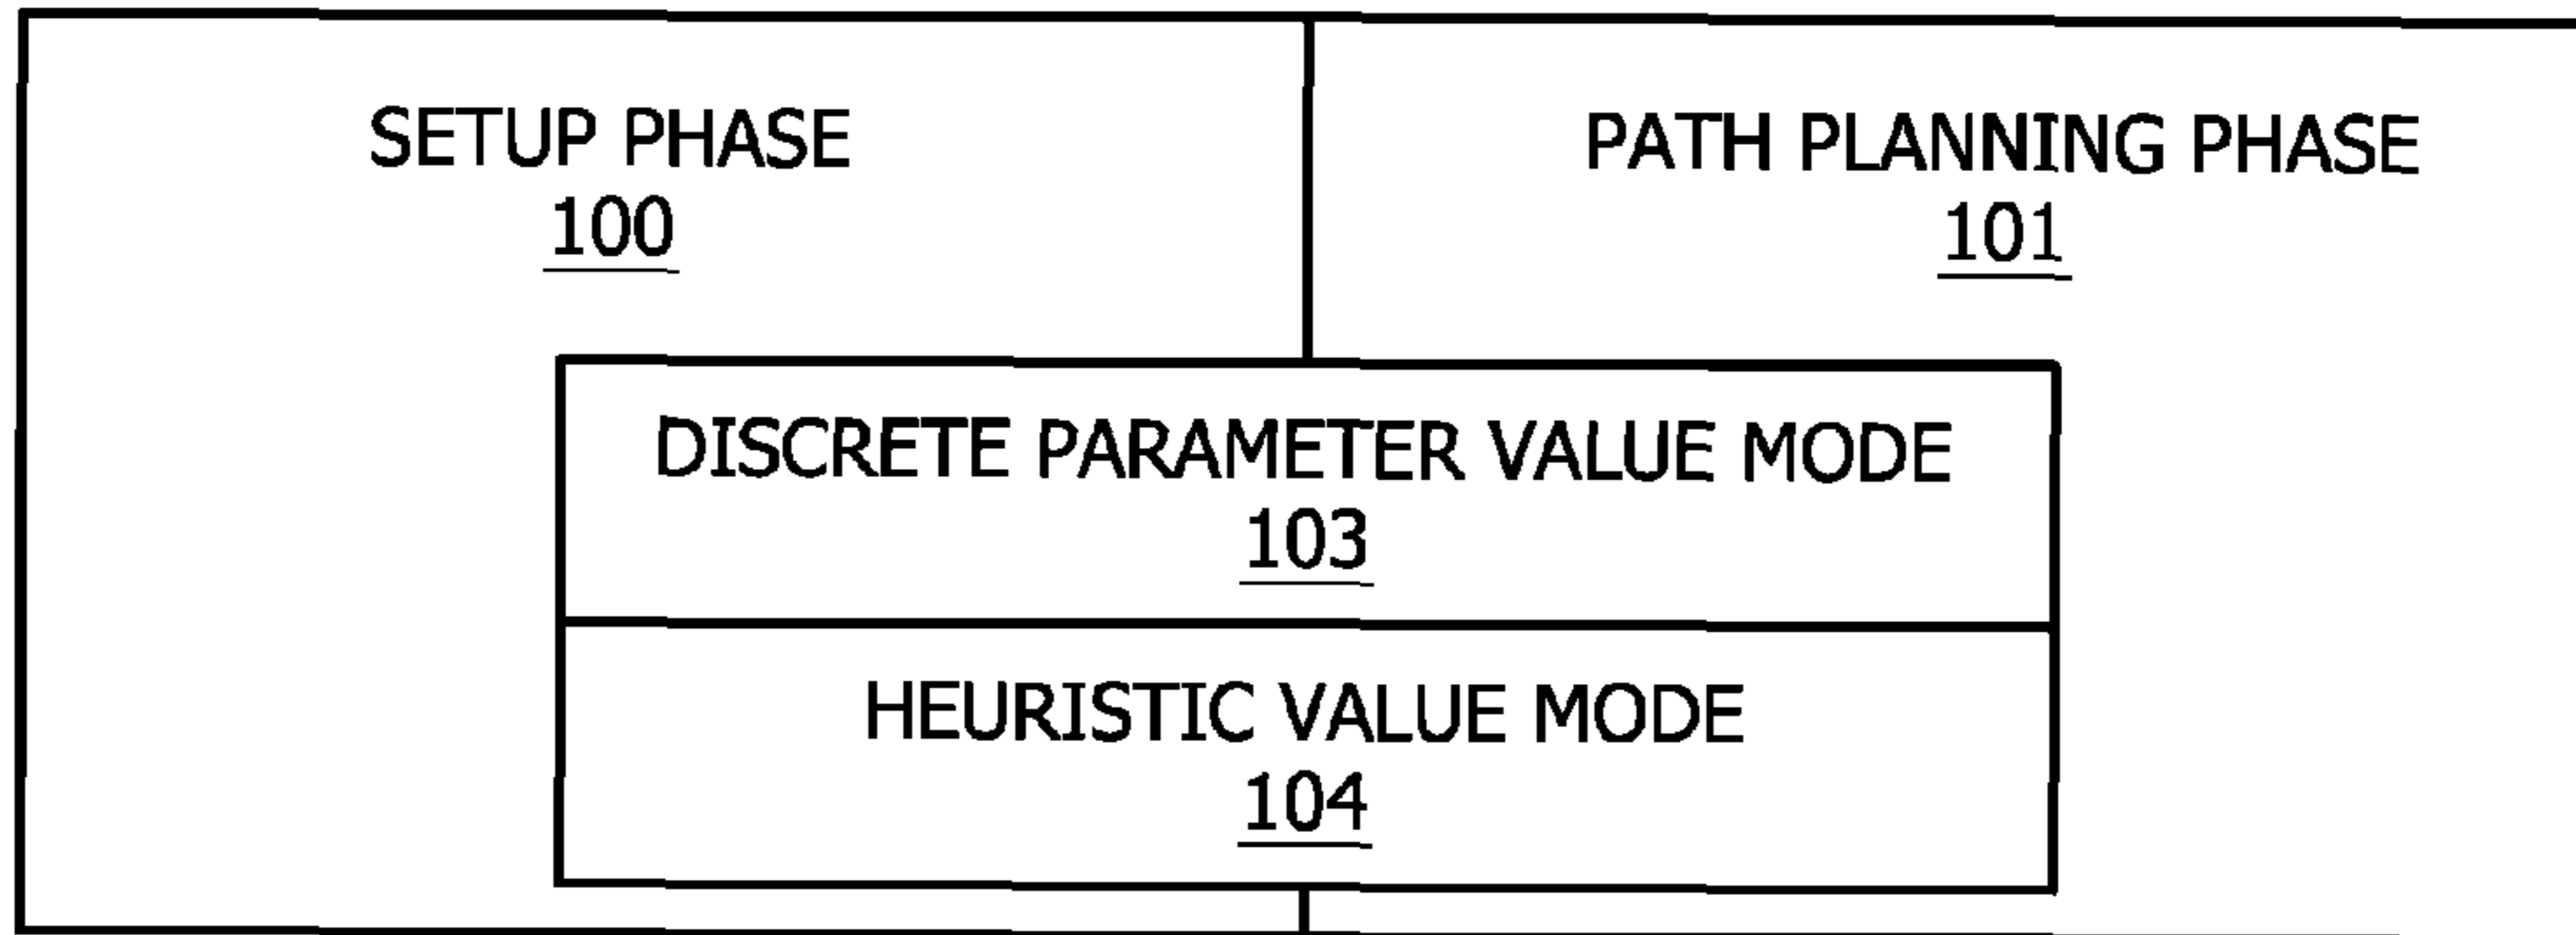 SETUP PHASE
100
PATH PLANNING PHASE
101
DISCRETE PARAMETER VALUE MODE
103
HEURISTIC VALUE MODE
104